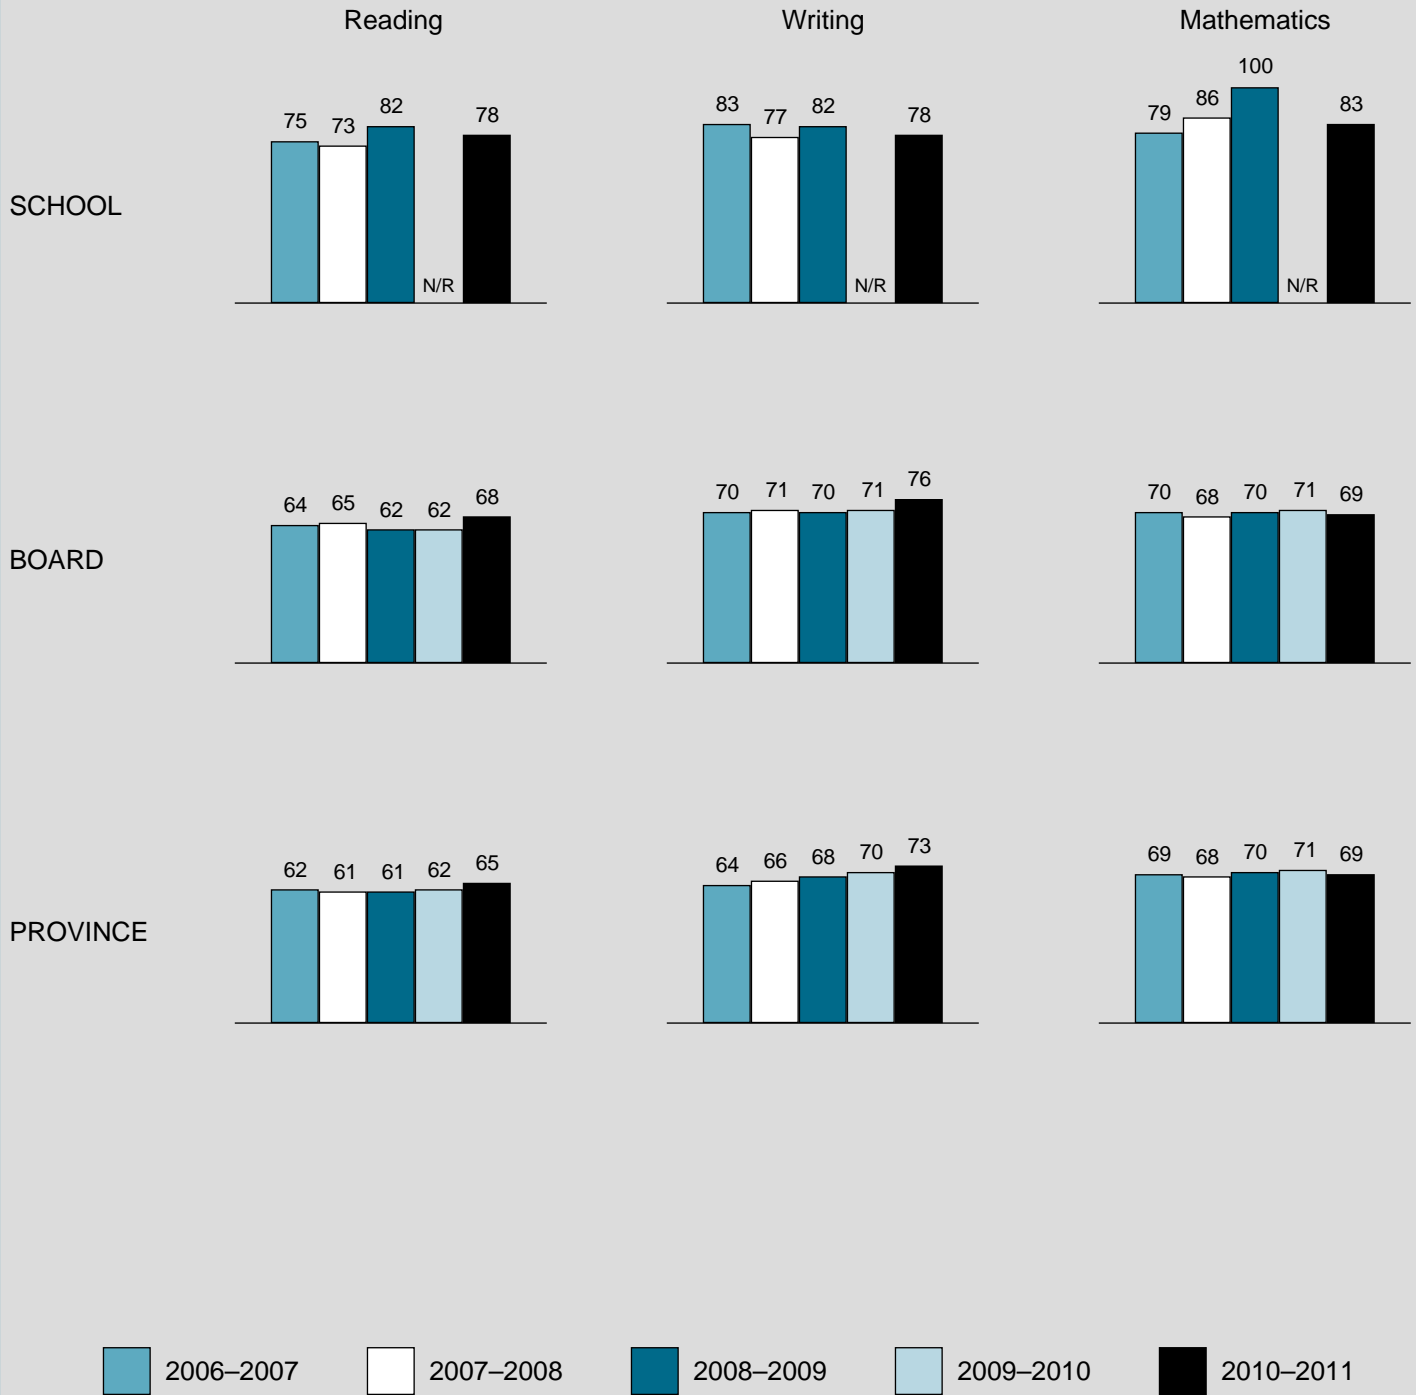 Reading Writing Mathematics
75 73 82 N/R 78 83 77 82 N/R 78 79 86 100 N/R 83
SCHOOL
64 65 62 62 68 70 71 70 71 76 70 68 70 71 69
BOARD
62 61 61 62 65 64 66 68 70 73 69 68 70 71 69
PROVINCE
2006–2007 2007–2008 2008–2009 2009–2010 2010–2011